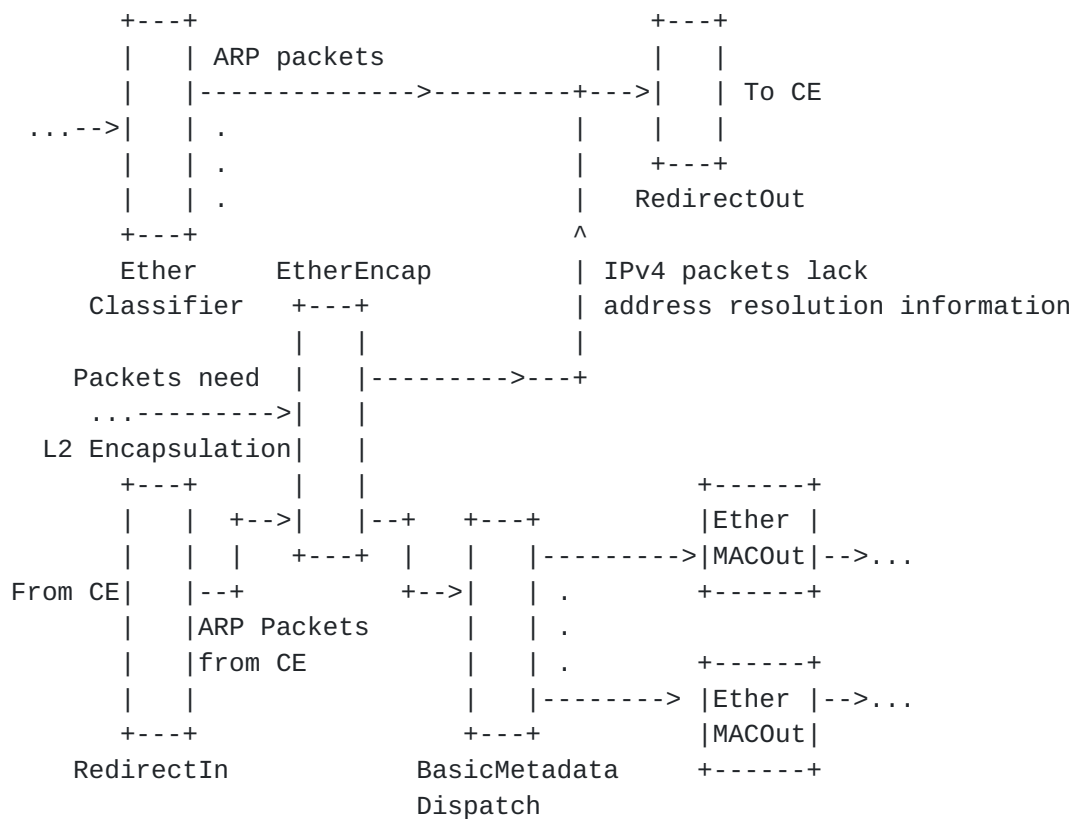 +---+                             +---+
      |   | ARP packets                 |   |
      |   |-------------->---------+--->|   | To CE
...-->|   | .                      |    |   |
      |   | .                      |    +---+
      |   | .                      |   RedirectOut
      +---+                        ^
      Ether     EtherEncap         | IPv4 packets lack
    Classifier   +---+             | address resolution information
                 |   |             |
   Packets need  |   |--------->---+
    ...--------->|   |
 L2 Encapsulation|   |
      +---+      |   |                     +------+
      |   |  +-->|   |--+   +---+          |Ether |
      |   |  |   +---+  |   |   |--------->|MACOut|-->...
From CE|   |--+          +-->|   | .        +------+
      |   |ARP Packets      |   | .
      |   |from CE          |   | .        +------+
      |   |                 |   |--------> |Ether |-->...
      +---+                 +---+          |MACOut|
   RedirectIn            BasicMetadata     +------+
                         Dispatch